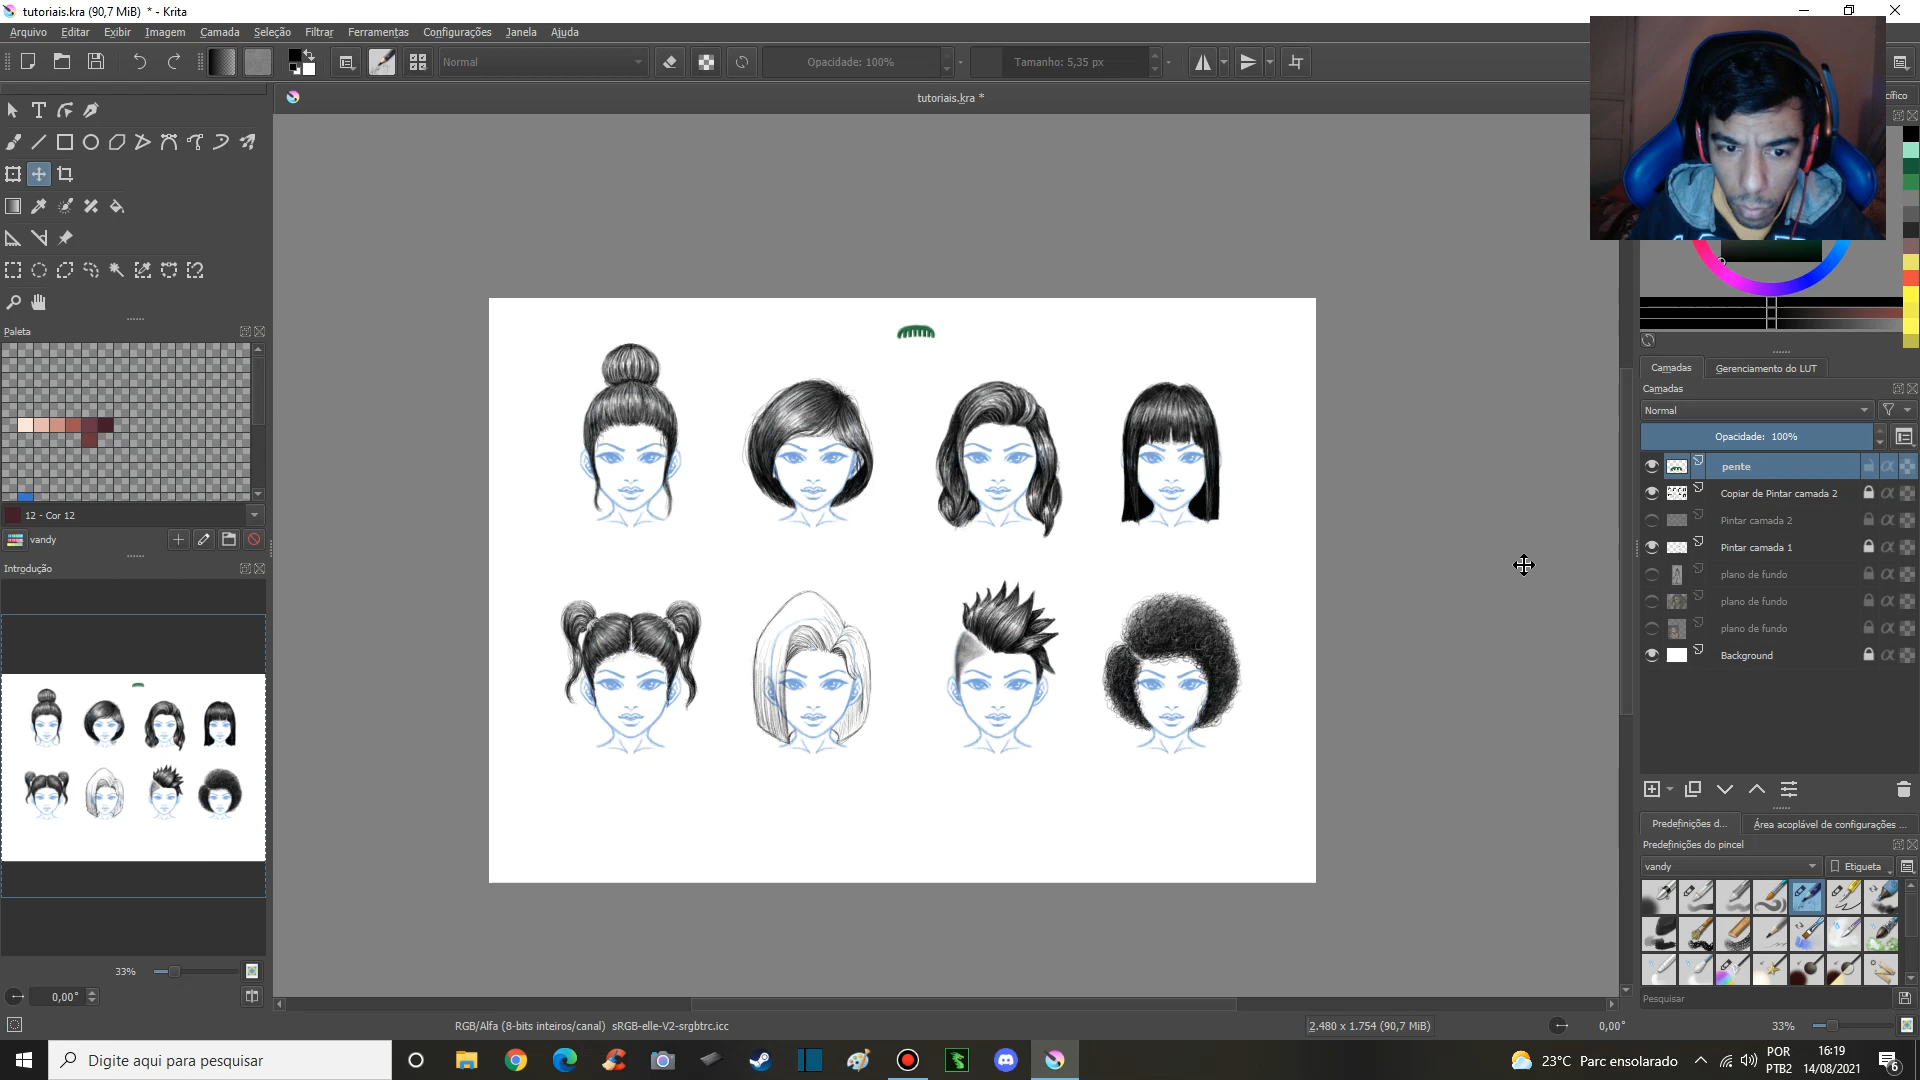 tutoriais.kra (90,7 MiB) * - Krita
Arquivo Editar Exibir Imagem Camada Seleção Filtrar Ferramentas Configurações Janela Ajuda
Normal
Opacidade: 100%
Tamanho: 5,35 px
tutoriais.kra *
Paleta
12 - Cor 12
vandy
Introdução
33%
0,00°
Camadas
Gerenciamento do LUT
Camadas
Normal
Opacidade: 100%
pente
Copiar de Pintar camada 2
Pintar camada 2
Pintar camada 1
plano de fundo
plano de fundo
plano de fundo
Background
Predefinições d...
Área acoplável de configurações ...
Predefinições do pincel
vandy
Etiqueta
Pesquisar
RGB/Alfa (8-bits inteiros/canal) sRGB-elle-V2-srgbtrc.icc
2.480 x 1.754 (90,7 MiB)
0,00°
33%
Digite aqui para pesquisar
23°C Parc ensolarado
POR
PTB2
16:19
14/08/2021
6